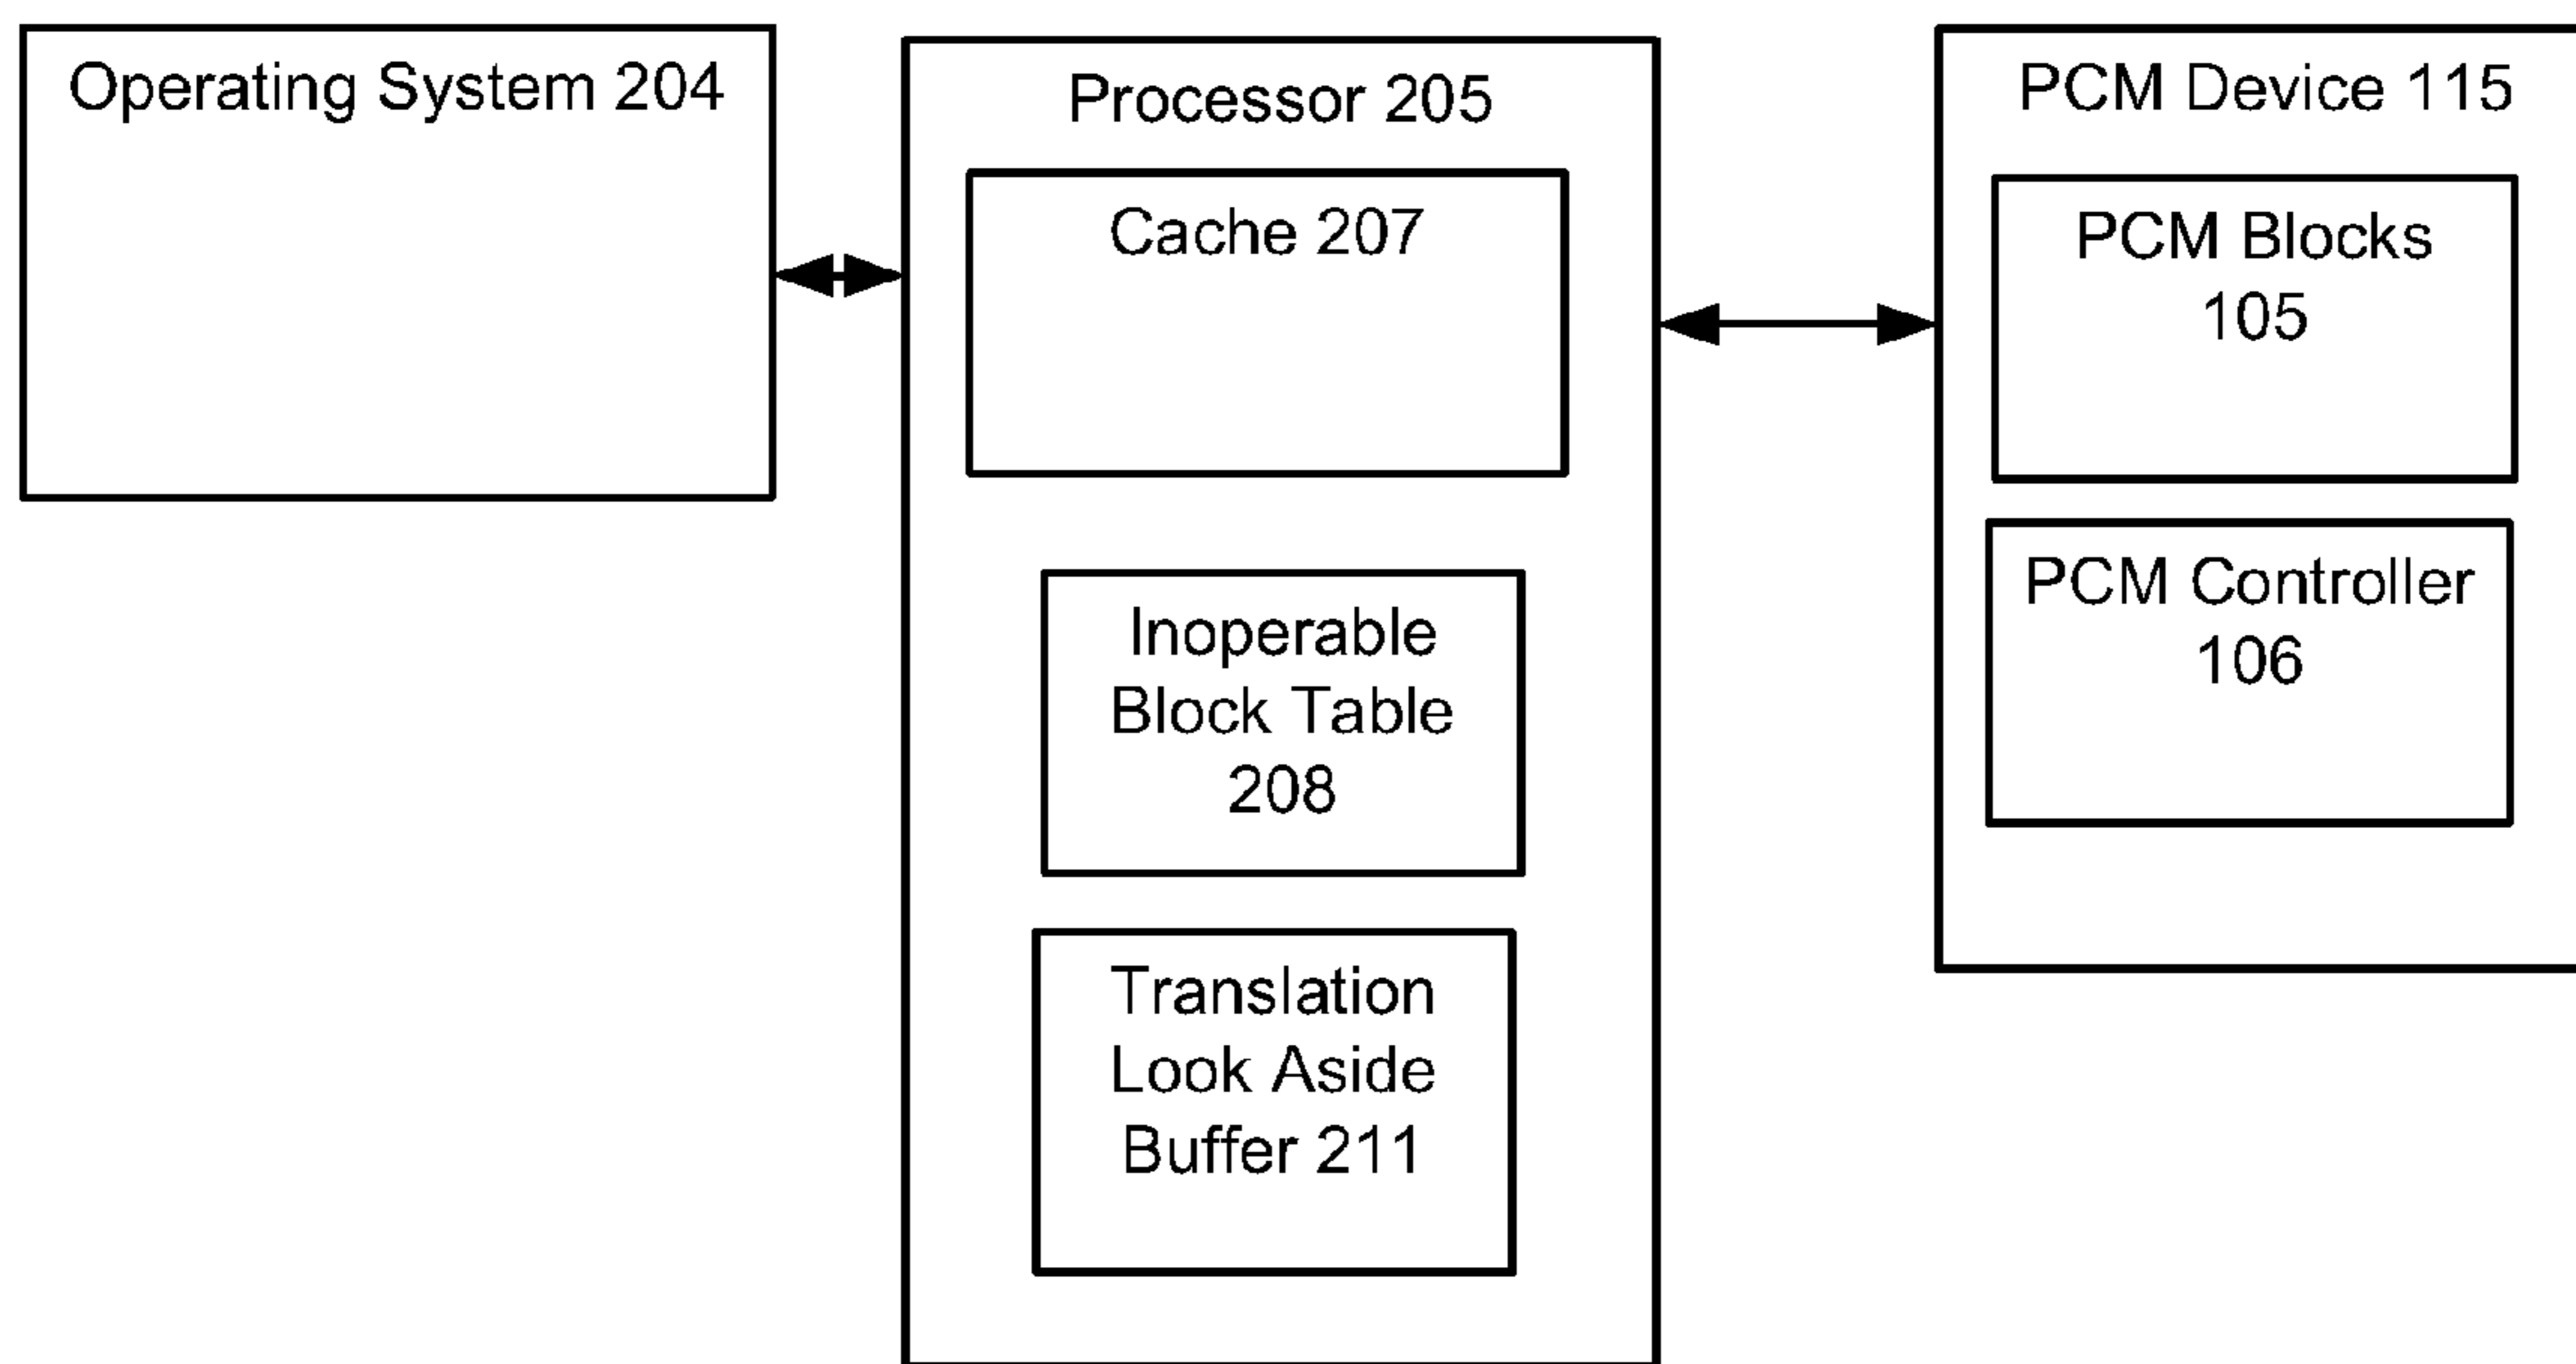 Operating System 204
Processor 205
Cache 207
Inoperable
Block Table
208
Translation
Look Aside
Buffer 211
PCM Device 115
PCM Blocks
105
PCM Controller
106